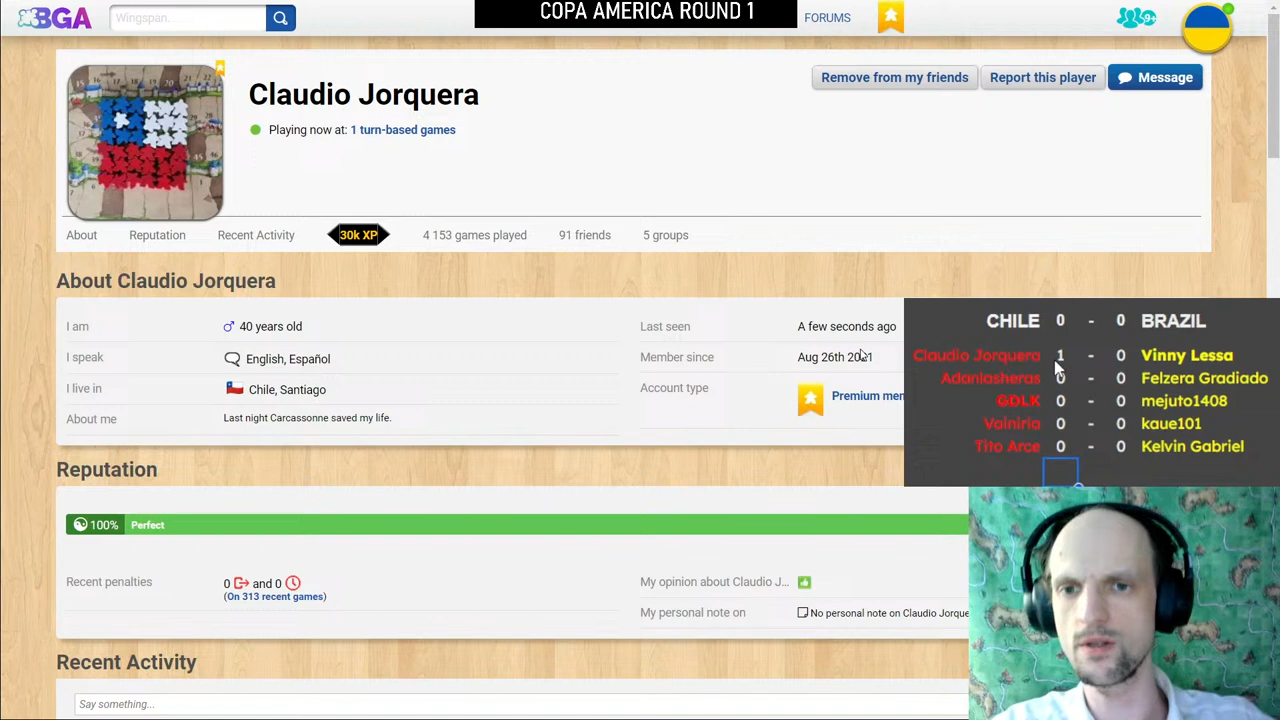 BGA
Wingspan.
COPA AMERICA ROUND 1
FORUMS
9+
Claudio Jorquera
Playing now at: 1 turn-based games
Remove from my friends
Report this player
Message
About
Reputation
Recent Activity
30k XP
4 153 games played
91 friends
5 groups
About Claudio Jorquera
I am
40 years old
I speak
English, Español
I live in
Chile, Santiago
About me
Last night Carcassonne saved my life.
Last seen
A few seconds ago
Member since
Aug 26th 2021
Account type
Premium mem
CHILE 0 - 0 BRAZIL
Claudio Jorquera 1 - 0 Vinny Lessa
Adanlasheras 0 - 0 Felzera Gradiado
GDLK 0 - 0 mejuto1408
Valniria 0 - 0 kaue101
Tito Arce 0 - 0 Kelvin Gabriel
Reputation
100% Perfect
Recent penalties
0 and 0
(On 313 recent games)
My opinion about Claudio J...
My personal note on
No personal note on Claudio Jorque
Recent Activity
Say something...